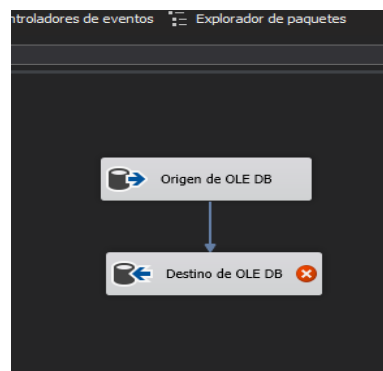 ntroladores de eventos Explorador de paquetes
Origen de OLE DB
Destino de OLE DB